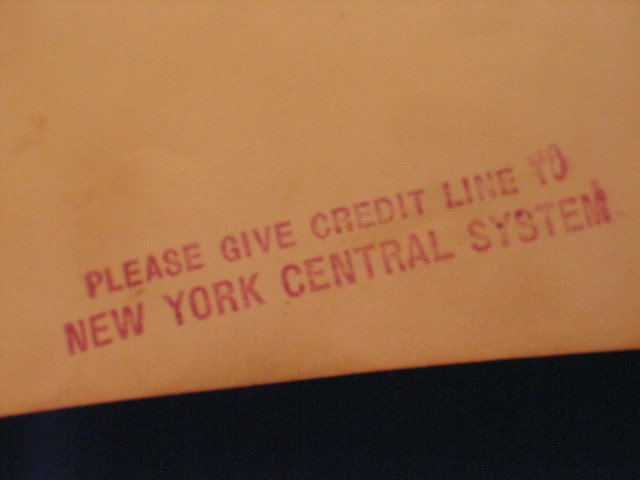 PLEASE GIVE CREDIT LINE TO
NEW YORK CENTRAL SYSTEM